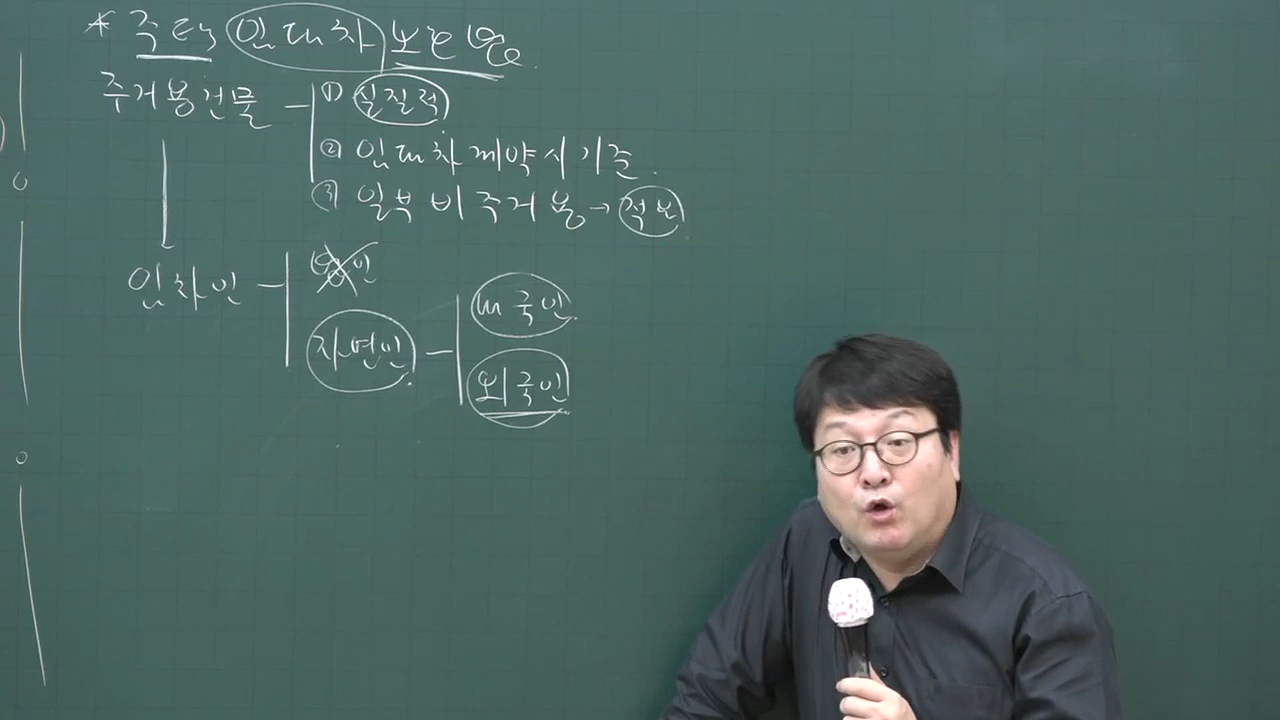 * 주택 임대차 보호법.
주거용건물 ① 실질적
② 임대차 계약시 기준.
③ 일부 비주거용 → 적 보
임차인 법인
자연인. 내국인.
외국인